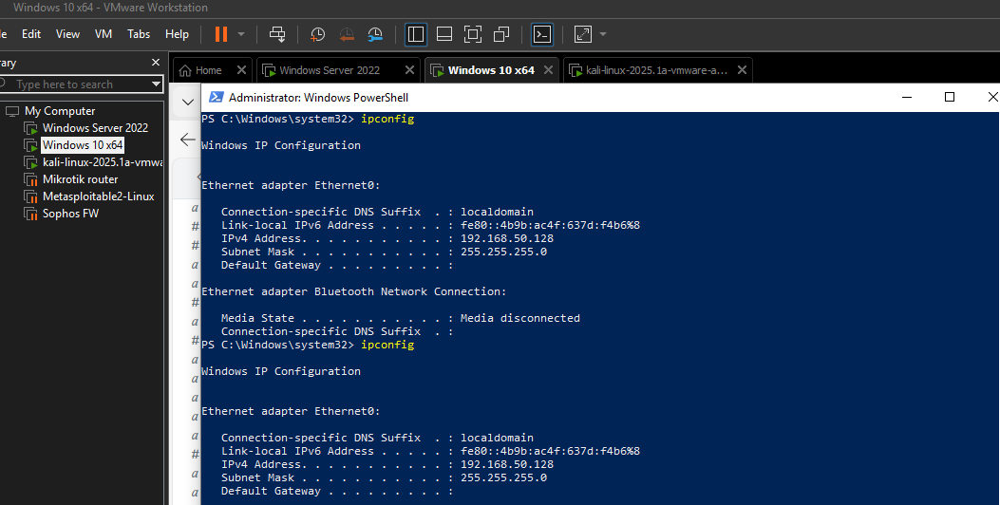 Windows 10 x64 - VMware Workstation
Edit View VM Tabs Help
Home Windows Server 2022 Windows 10 x64 kali-linux-2025.1a-vmware-a...
Type here to search
My Computer
Windows Server 2022
Windows 10 x64
kali-linux-2025.1a-vmwa
Mikrotik router
Metasploitable2-Linux
Sophos FW
Administrator: Windows PowerShell
PS C:\Windows\system32> ipconfig
Windows IP Configuration
Ethernet adapter Ethernet0:
Connection-specific DNS Suffix . : localdomain
Link-local IPv6 Address . . . . . : fe80::4b9b:ac4f:637d:f4b6%8
IPv4 Address. . . . . . . . . . . : 192.168.50.128
Subnet Mask . . . . . . . . . . . : 255.255.255.0
Default Gateway . . . . . . . . . :
Ethernet adapter Bluetooth Network Connection:
Media State . . . . . . . . . . . : Media disconnected
Connection-specific DNS Suffix . :
PS C:\Windows\system32> ipconfig
Windows IP Configuration
Ethernet adapter Ethernet0:
Connection-specific DNS Suffix . : localdomain
Link-local IPv6 Address . . . . . : fe80::4b9b:ac4f:637d:f4b6%8
IPv4 Address. . . . . . . . . . . : 192.168.50.128
Subnet Mask . . . . . . . . . . . : 255.255.255.0
Default Gateway . . . . . . . . . :